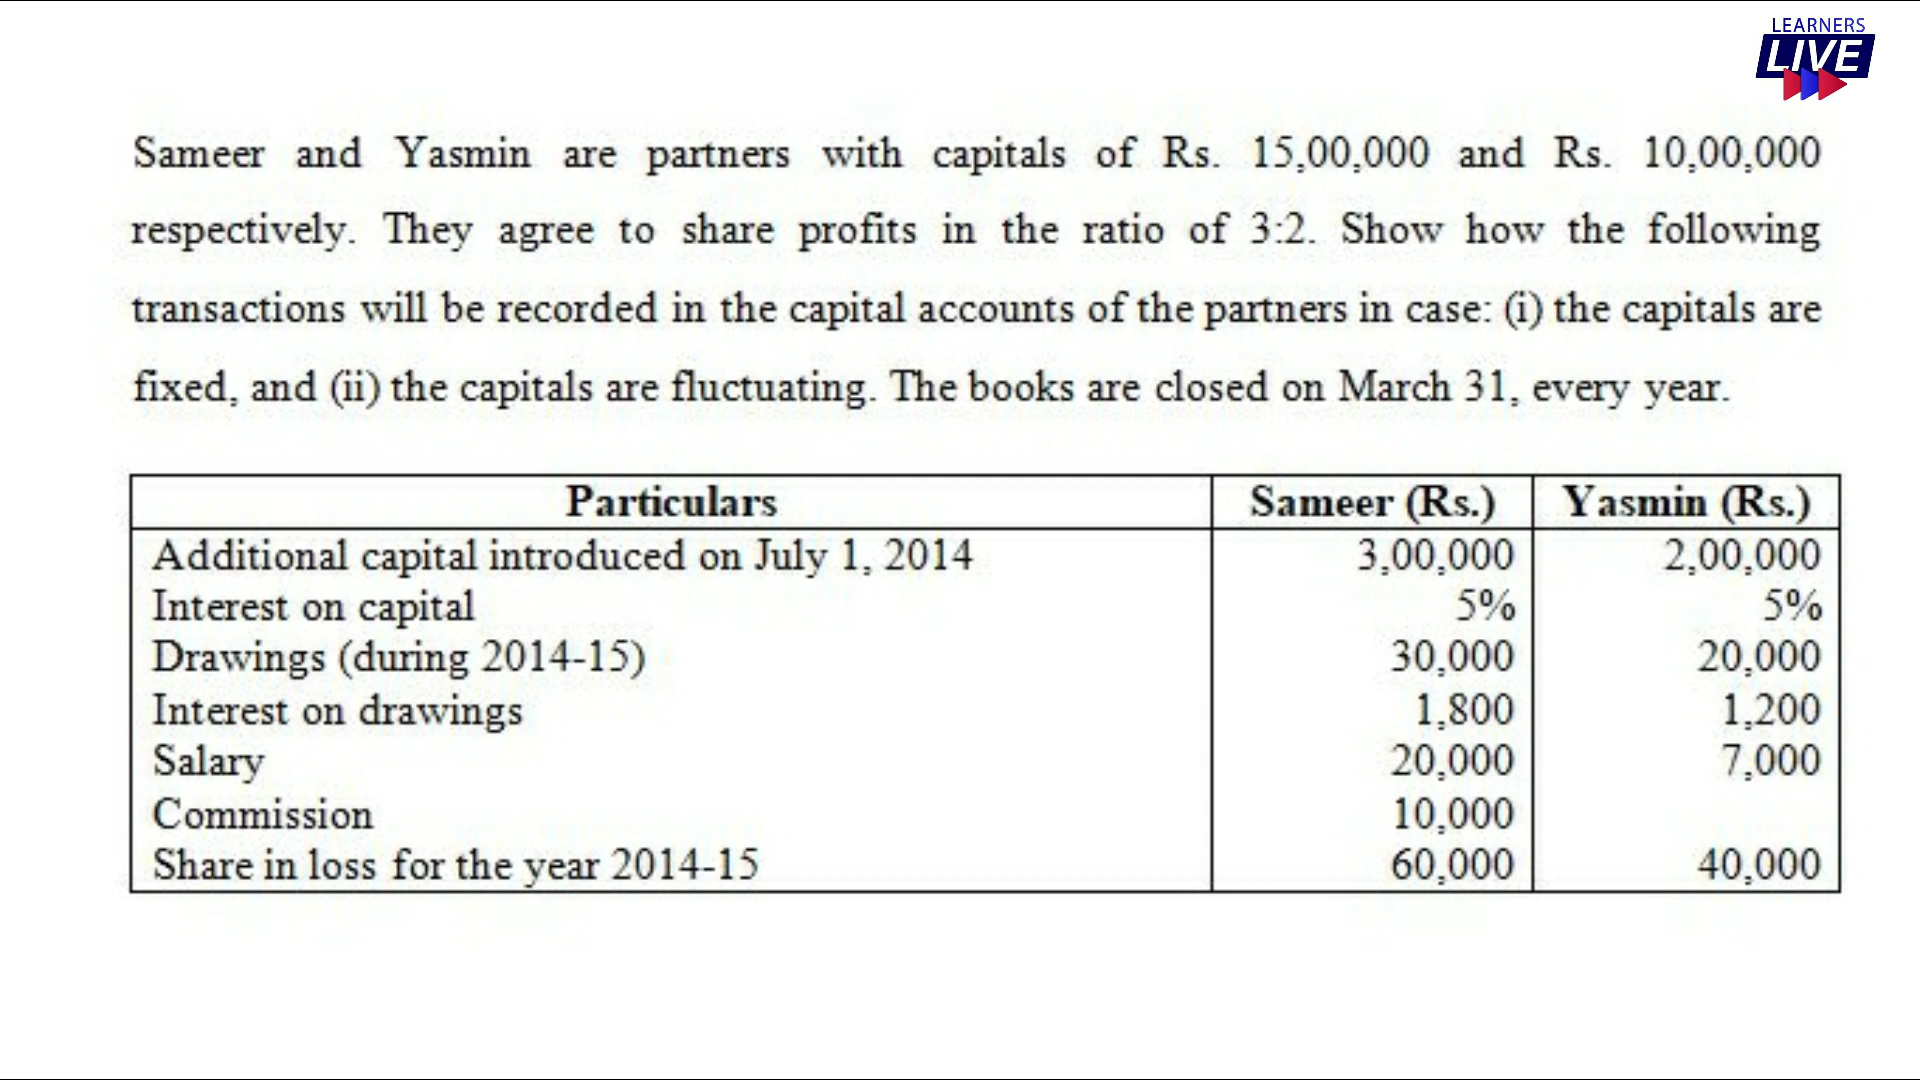 LEARNERS
LIVE
Sameer and Yasmin are partners with capitals of Rs. 15,00,000 and Rs. 10,00,000
respectively. They agree to share profits in the ratio of 3:2. Show how the following
transactions will be recorded in the capital accounts of the partners in case: (i) the capitals are
fixed, and (ii) the capitals are fluctuating. The books are closed on March 31, every year.
Particulars Sameer (Rs.) Yasmin (Rs.)
Additional capital introduced on July 1, 2014 3,00,000 2,00,000
Interest on capital 5% 5%
Drawings (during 2014-15) 30,000 20,000
Interest on drawings 1,800 1,200
Salary 20,000 7,000
Commission 10,000
Share in loss for the year 2014-15 60,000 40,000